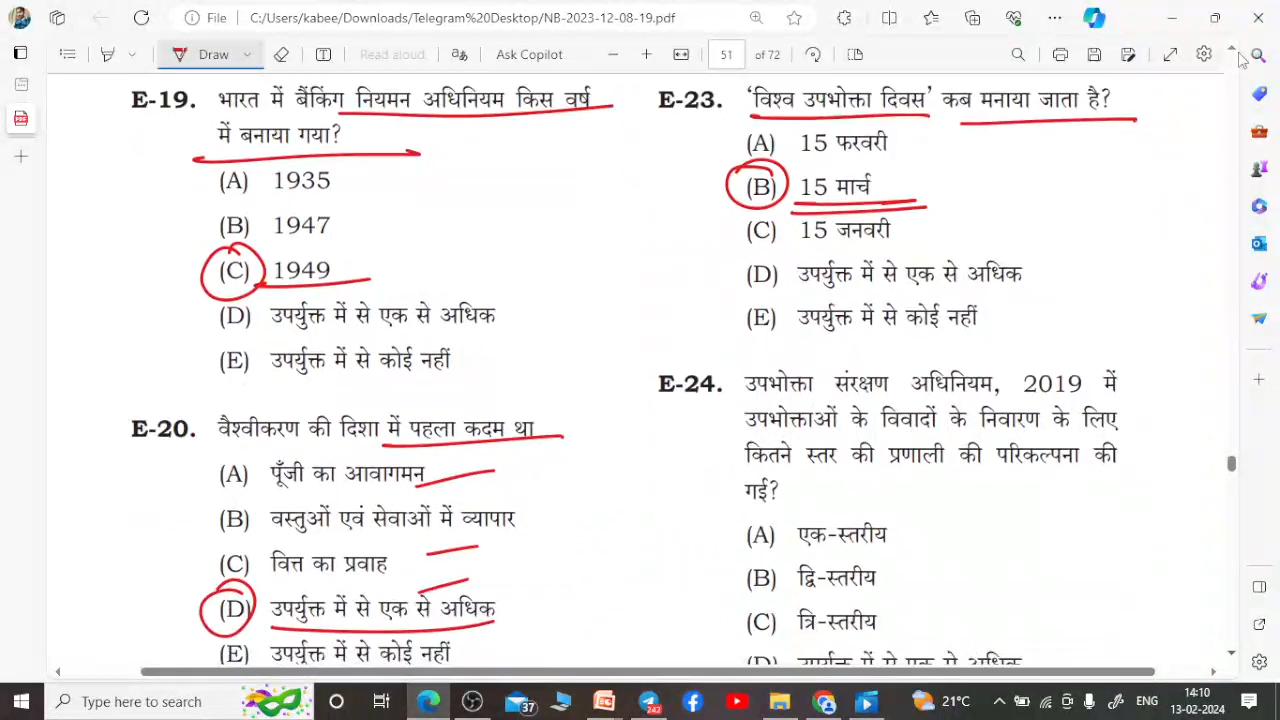 C:/Users/kabee/Downloads/Telegram%20Desktop/NB-2023-12-08-19.pdf
Draw
Read aloud
Ask Copilot
51
of 72
E-19. भारत में बैंकिंग नियमन अधिनियम किस वर्ष
में बनाया गया?
(A) 1935
(B) 1947
(C) 1949
(D) उपर्युक्त में से एक से अधिक
(E) उपर्युक्त में से कोई नहीं
E-20. वैश्वीकरण की दिशा में पहला कदम था
(A) पूँजी का आवागमन
(B) वस्तुओं एवं सेवाओं में व्यापार
(C) वित्त का प्रवाह
(D) उपर्युक्त में से एक से अधिक
(E) उपर्युक्त में से कोई नहीं
E-23. 'विश्व उपभोक्ता दिवस' कब मनाया जाता है?
(A) 15 फरवरी
(B) 15 मार्च
(C) 15 जनवरी
(D) उपर्युक्त में से एक से अधिक
(E) उपर्युक्त में से कोई नहीं
E-24. उपभोक्ता संरक्षण अधिनियम, 2019 में
उपभोक्ताओं के विवादों के निवारण के लिए
कितने स्तर की प्रणाली की परिकल्पना की
गई?
(A) एक-स्तरीय
(B) द्वि-स्तरीय
(C) त्रि-स्तरीय
(D) उपर्युक्त में से एक से अधिक
Type here to search
37
242
21°C
ENG
14:10
13-02-2024